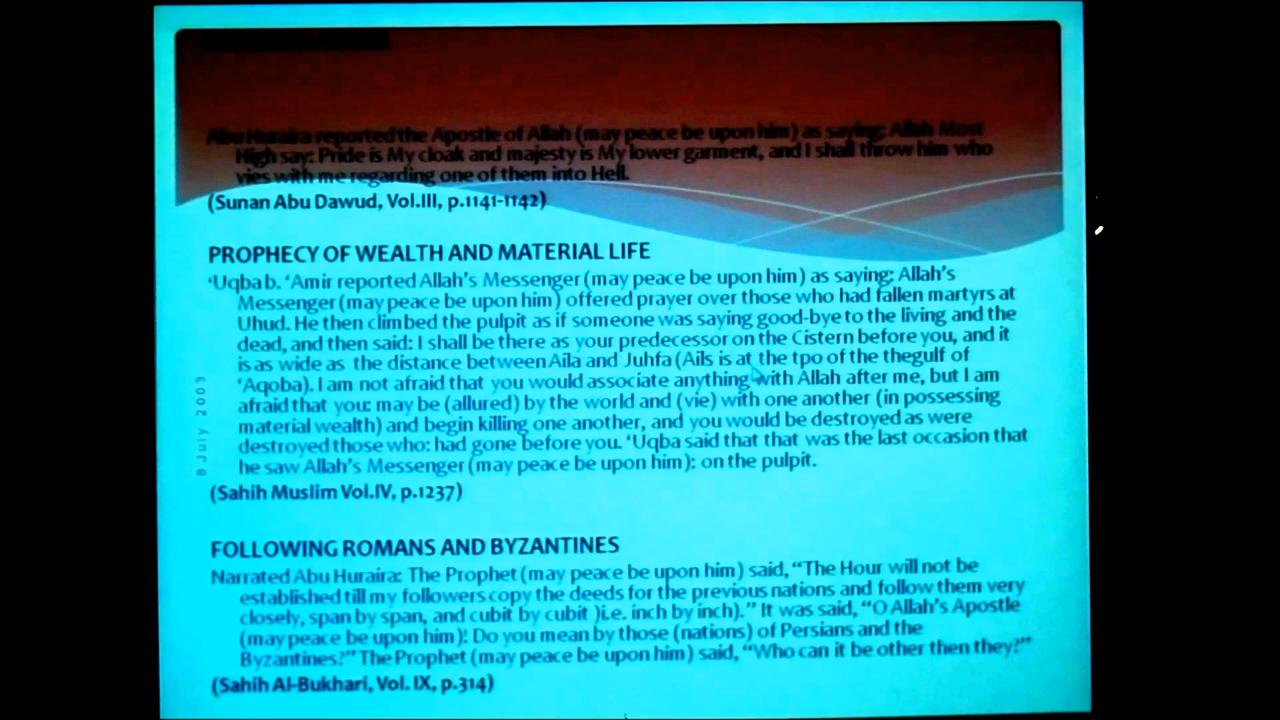 Abu Huraira reported the Apostle of Allah (may peace be upon him) as saying: Allah Most
High say: Pride is My cloak and majesty is My lower garment, and I shall throw him who
vies with me regarding one of them into Hell.
(Sunan Abu Dawud, Vol.III, p.1141-1142)
PROPHECY OF WEALTH AND MATERIAL LIFE
‘Uqba b. ‘Amir reported Allah’s Messenger (may peace be upon him) as saying: Allah’s
Messenger (may peace be upon him) offered prayer over those who had fallen martyrs at
Uhud. He then climbed the pulpit as if someone was saying good-bye to the living and the
dead, and then said: I shall be there as your predecessor on the Cistern before you, and it
is as wide as the distance between Aila and Juhfa (Ails is at the tpo of the thegulf of
‘Aqoba). I am not afraid that you would associate anything with Allah after me, but I am
afraid that you: may be (allured) by the world and (vie) with one another (in possessing
material wealth) and begin killing one another, and you would be destroyed as were
destroyed those who: had gone before you. ‘Uqba said that that was the last occasion that
he saw Allah’s Messenger (may peace be upon him): on the pulpit.
(Sahih Muslim Vol.IV, p.1237)
8 July 2003
FOLLOWING ROMANS AND BYZANTINES
Narrated Abu Huraira: The Prophet (may peace be upon him) said, “The Hour will not be
established till my followers copy the deeds for the previous nations and follow them very
closely, span by span, and cubit by cubit )i.e. inch by inch).” It was said, “O Allah’s Apostle
(may peace be upon him)! Do you mean by those (nations) of Persians and the
Byzantines?” The Prophet (may peace be upon him) said, “Who can it be other then they?”
(Sahih Al-Bukhari, Vol. IX, p.314)